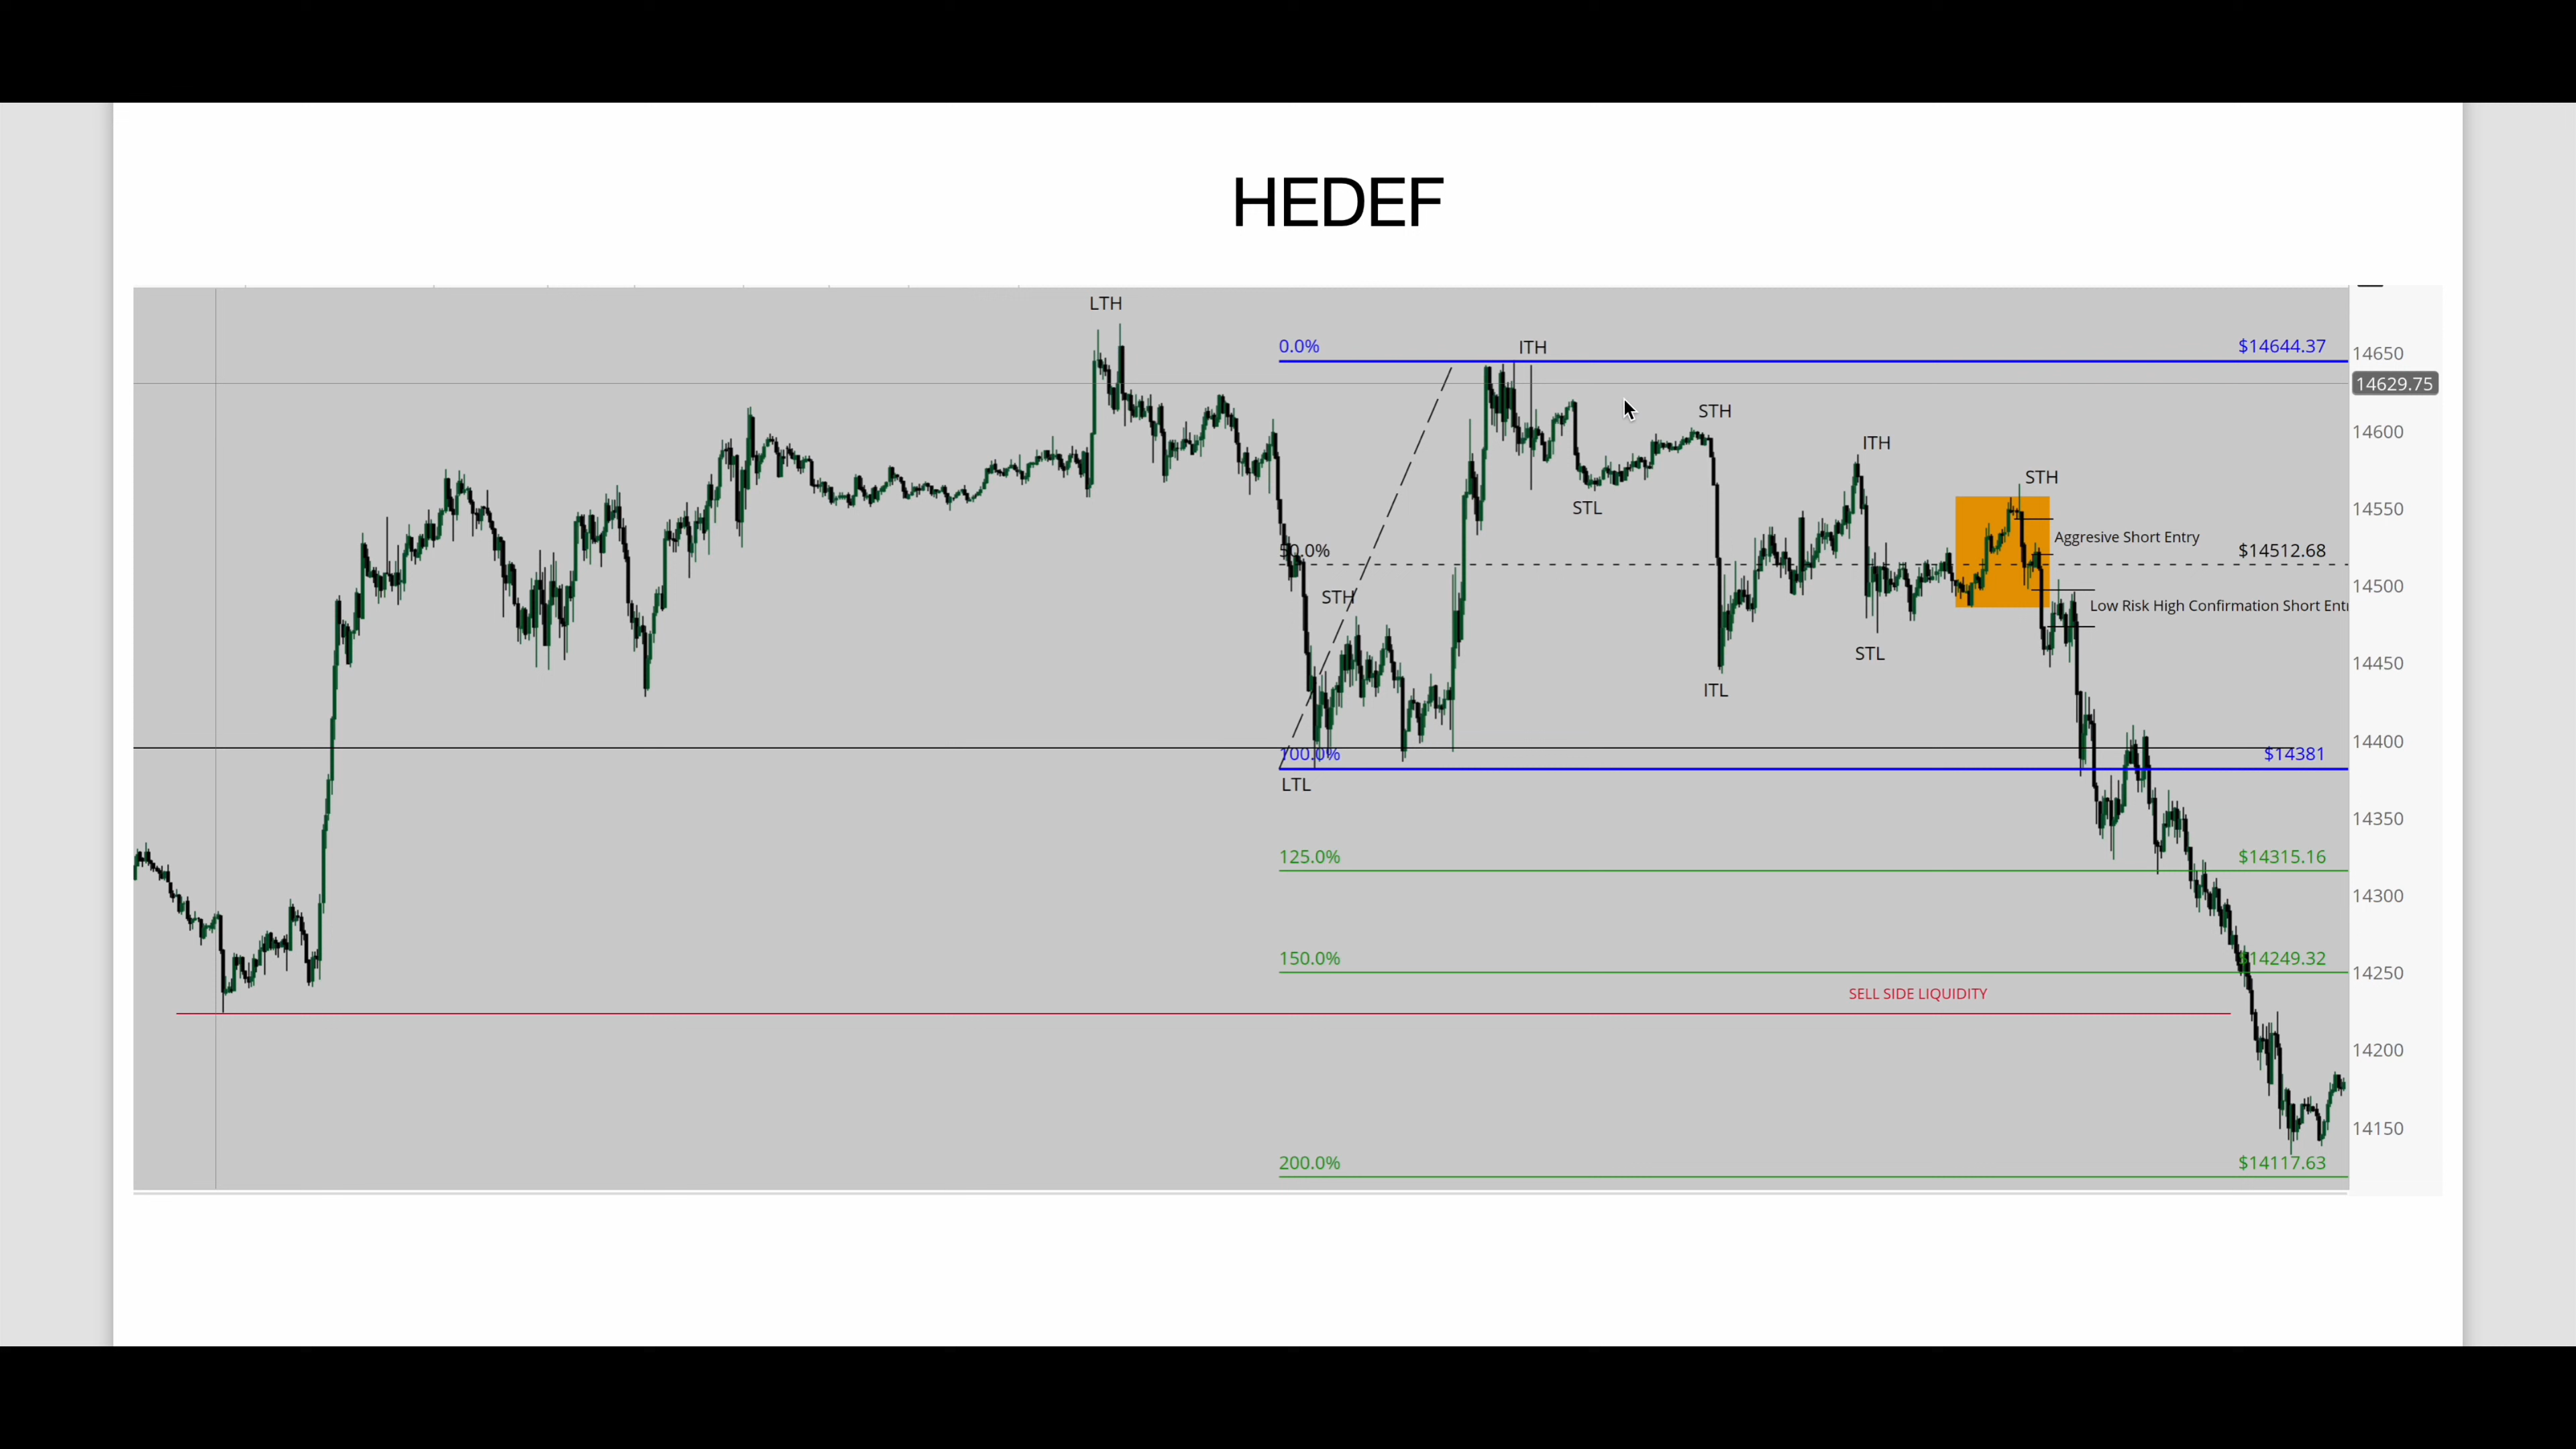 HEDEF
LTH
0.0%
ITH
$14644.37
14650
14629.75
STH
14600
ITH
STH
STL
14550
Aggresive Short Entry
50.0%
$14512.68
14500
STH
Low Risk High Confirmation Short Entr
STL
14450
ITL
14400
100.0%
$14381
LTL
14350
125.0%
$14315.16
14300
150.0%
$14249.32
14250
SELL SIDE LIQUIDITY
14200
14150
200.0%
$14117.63